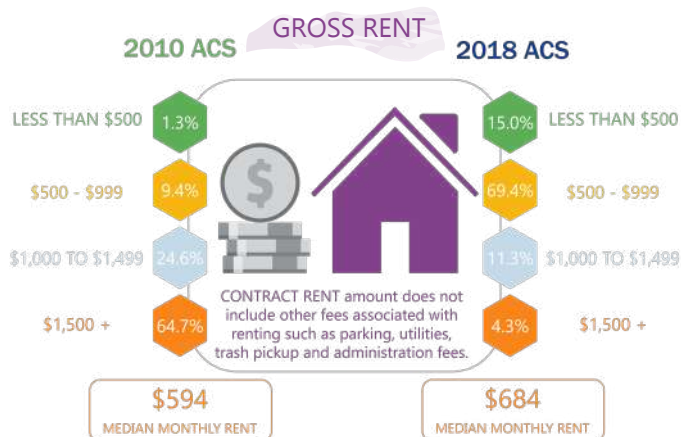 GROSS RENT
2010 ACS
2018 ACS
LESS THAN $500
1.3%
15.0%
LESS THAN $500
$500 - $999
9.4%
69.4%
$500 - $999
$
$1,000 TO $1,499
24.6%
11.3%
$1,000 TO $1,499
$1,500 +
64.7%
4.3%
$1,500 +
CONTRACT RENT amount does not
include other fees associated with
renting such as parking, utilities,
trash pickup and administration fees.
$594
MEDIAN MONTHLY RENT
$684
MEDIAN MONTHLY RENT